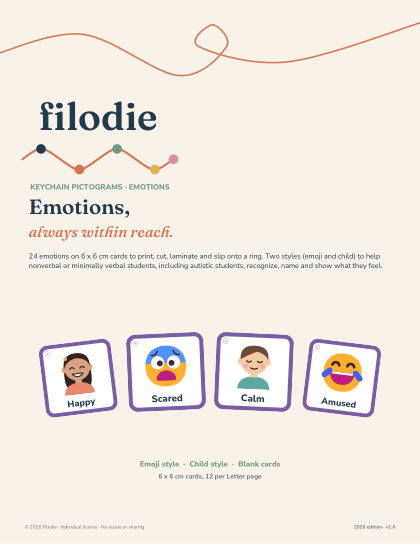 filodie
KEYCHAIN PICTOGRAMS · EMOTIONS
Emotions,
always within reach.
24 emotions on 6 x 6 cm cards to print, cut, laminate and slip onto a ring. Two styles (emoji and child) to help
nonverbal or minimally verbal students, including autistic students, recognize, name and show what they feel.
Happy
Scared
Calm
Amused
Emoji style · Child style · Blank cards
6 x 6 cm cards, 12 per Letter page
© 2026 Filodie · Individual licence · No resale or sharing
2026 edition · v1.0